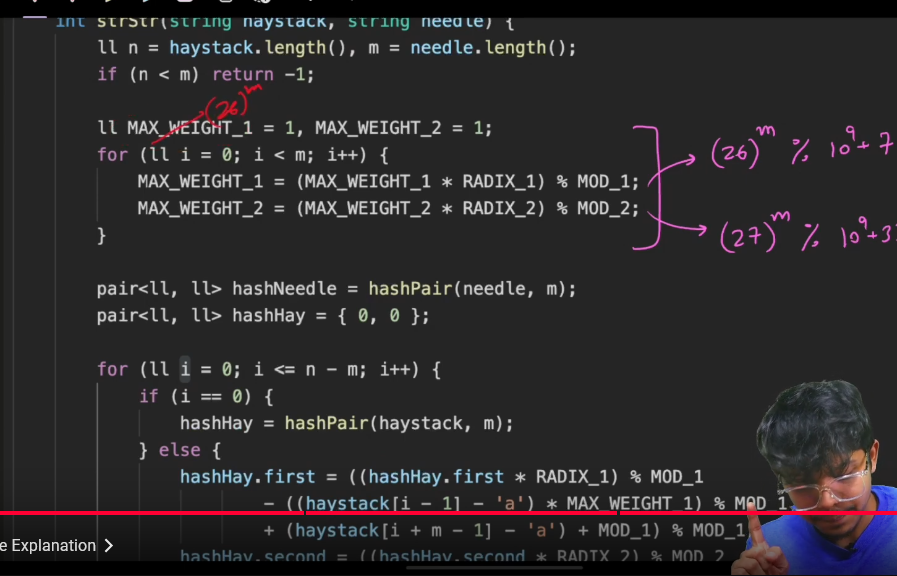 int strStr(string haystack, string needle) {
ll n = haystack.length(), m = needle.length();
if (n < m) return -1;
(26)^m
ll MAX_WEIGHT_1 = 1, MAX_WEIGHT_2 = 1;
for (ll i = 0; i < m; i++) {
(26)^m % 10^9+7
MAX_WEIGHT_1 = (MAX_WEIGHT_1 * RADIX_1) % MOD_1;
MAX_WEIGHT_2 = (MAX_WEIGHT_2 * RADIX_2) % MOD_2;
(27)^m % 10^9+3
}
pair<ll, ll> hashNeedle = hashPair(needle, m);
pair<ll, ll> hashHay = { 0, 0 };
for (ll i = 0; i <= n - m; i++) {
if (i == 0) {
hashHay = hashPair(haystack, m);
} else {
hashHay.first = ((hashHay.first * RADIX_1) % MOD_1
- ((haystack[i - 1] - 'a') * MAX_WEIGHT_1) % MOD_1
+ (haystack[i + m - 1] - 'a') + MOD_1) % MOD_1
e Explanation >
hashHay.second = ((hashHay.second * RADIX_2) % MOD_2